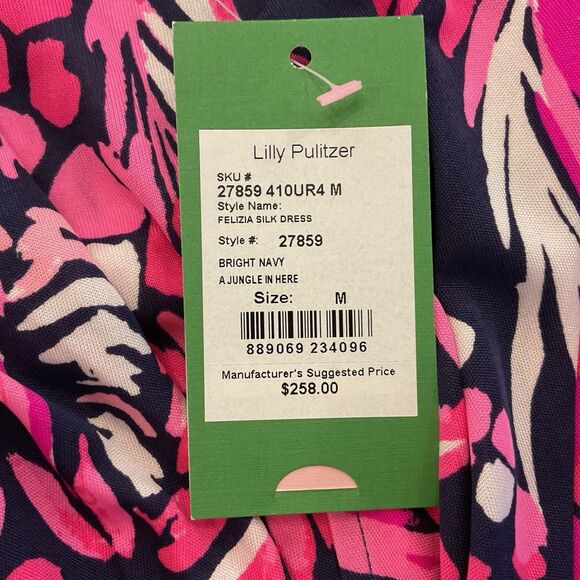 Lilly Pulitzer
SKU #
27859 410UR4 M
Style Name:
FELIZIA SILK DRESS
Style #: 27859
BRIGHT NAVY
A JUNGLE IN HERE
Size: M
889069 234096
Manufacturer's Suggested Price
$258.00